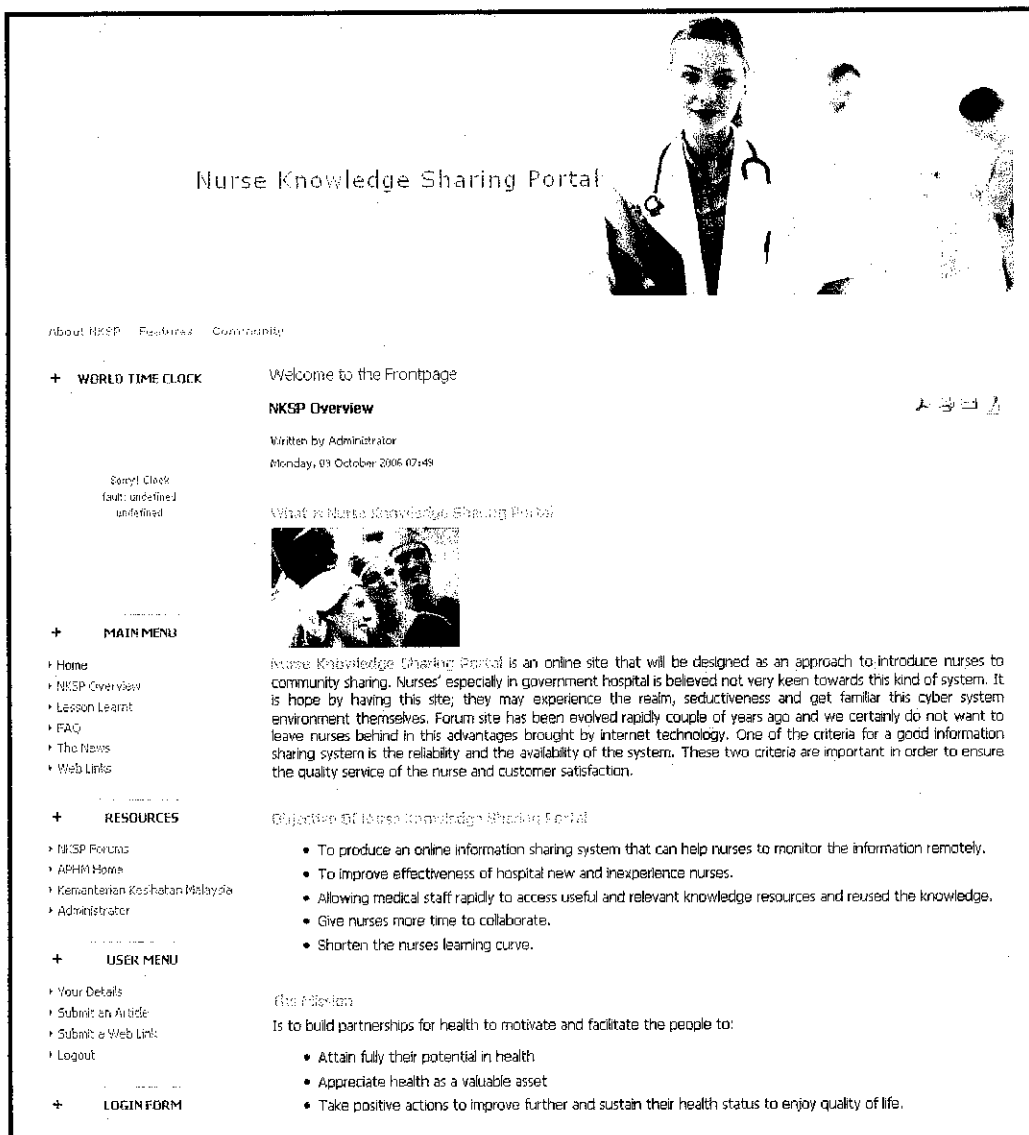 Nurse Knowledge Sharing Portal
About NKSP Features Community
+ WORLD TIME CLOCK
Sorry! Clock
fault: undefined
undefined
+ MAIN MENU
Home
NKSP Overview
Lesson Learnt
FAQ
The News
Web Links
+ RESOURCES
NKSP Forums
APHM Home
Kementerian Kesihatan Malaysia
Administrator
+ USER MENU
Your Details
Submit an Article
Submit a Web Link
Logout
+ LOGIN FORM
Welcome to the Frontpage
NKSP Overview
Written by Administrator
Monday, 09 October 2006 07:49
What is Nurse Knowledge Sharing Portal
Nurse Knowledge Sharing Portal is an online site that will be designed as an approach to introduce nurses to
community sharing. Nurses' especially in government hospital is believed not very keen towards this kind of system. It
is hope by having this site; they may experience the realm, seductiveness and get familiar this cyber system
environment themselves. Forum site has been evolved rapidly couple of years ago and we certainly do not want to
leave nurses behind in this advantages brought by internet technology. One of the criteria for a good information
sharing system is the reliability and the availability of the system. These two criteria are important in order to ensure
the quality service of the nurse and customer satisfaction.
Objective Of Nurse Knowledge Sharing Portal
• To produce an online information sharing system that can help nurses to monitor the information remotely.
• To improve effectiveness of hospital new and inexperience nurses.
• Allowing medical staff rapidly to access useful and relevant knowledge resources and reused the knowledge.
• Give nurses more time to collaborate.
• Shorten the nurses learning curve.
The Mission
Is to build partnerships for health to motivate and facilitate the people to:
• Attain fully their potential in health
• Appreciate health as a valuable asset
• Take positive actions to improve further and sustain their health status to enjoy quality of life.